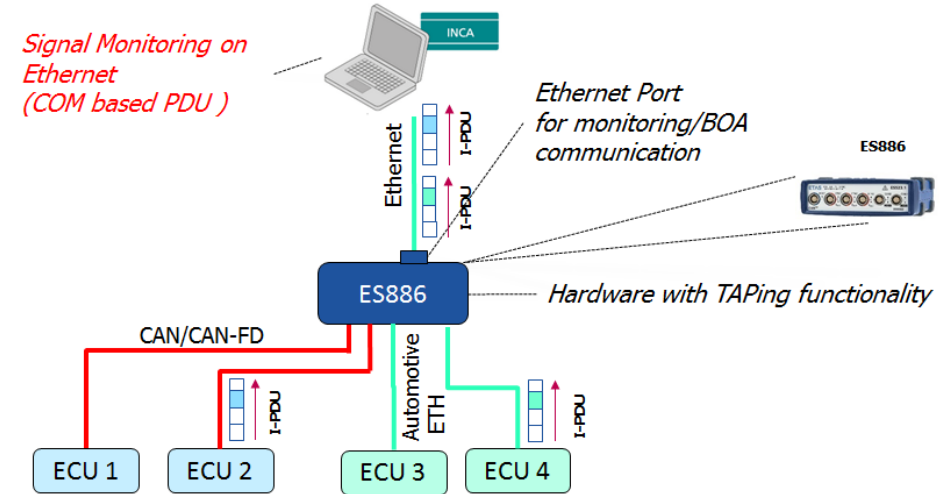 Signal Monitoring on
Ethernet
(COM based PDU )
INCA
Ethernet Port
for monitoring/BOA
communication
ES886
Ethernet
I-PDU
I-PDU
ETAS
ES886
Hardware with TAPing functionality
CAN/CAN-FD
Automotive
ETH
I-PDU
I-PDU
ECU 1
ECU 2
ECU 3
ECU 4